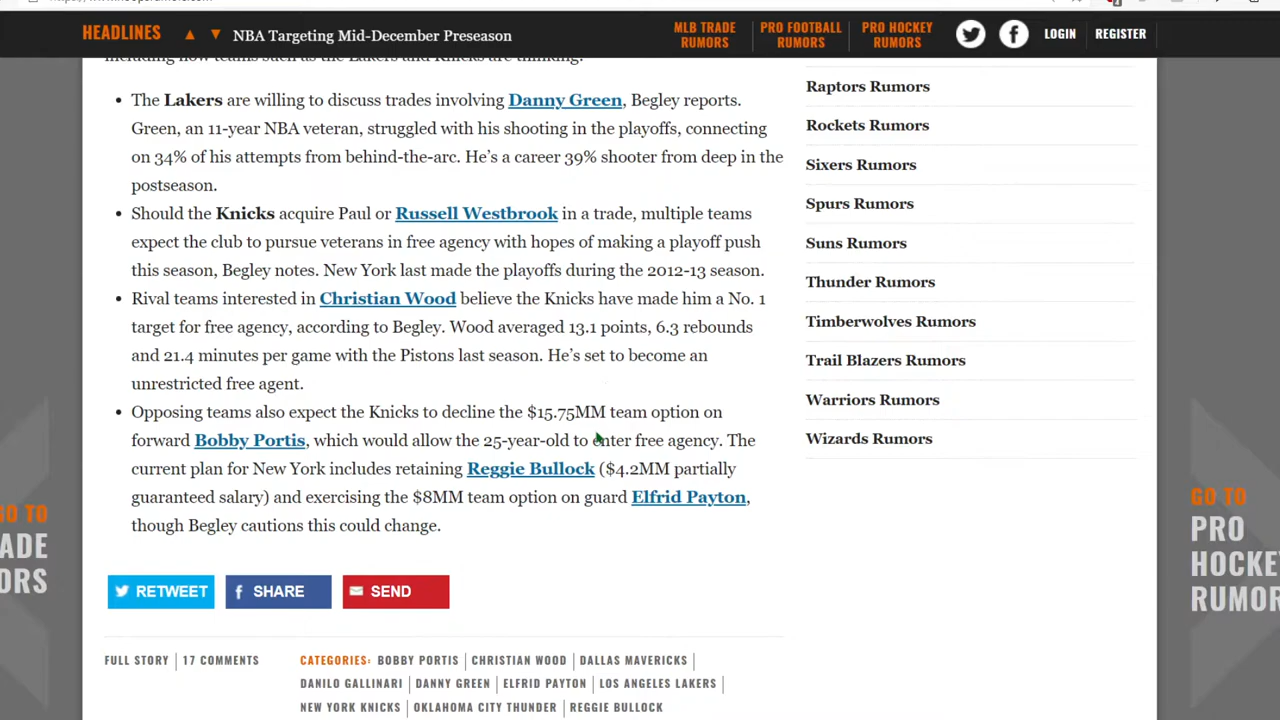 HEADLINES ▲ ▼ NBA Targeting Mid-December Preseason
MLB TRADE RUMORS
PRO FOOTBALL RUMORS
PRO HOCKEY RUMORS
LOGIN REGISTER
including how teams such as the Lakers and Knicks are thinking:
• The Lakers are willing to discuss trades involving Danny Green, Begley reports.
Green, an 11-year NBA veteran, struggled with his shooting in the playoffs, connecting
on 34% of his attempts from behind-the-arc. He's a career 39% shooter from deep in the
postseason.
• Should the Knicks acquire Paul or Russell Westbrook in a trade, multiple teams
expect the club to pursue veterans in free agency with hopes of making a playoff push
this season, Begley notes. New York last made the playoffs during the 2012-13 season.
• Rival teams interested in Christian Wood believe the Knicks have made him a No. 1
target for free agency, according to Begley. Wood averaged 13.1 points, 6.3 rebounds
and 21.4 minutes per game with the Pistons last season. He's set to become an
unrestricted free agent.
• Opposing teams also expect the Knicks to decline the $15.75MM team option on
forward Bobby Portis, which would allow the 25-year-old to enter free agency. The
current plan for New York includes retaining Reggie Bullock ($4.2MM partially
guaranteed salary) and exercising the $8MM team option on guard Elfrid Payton,
though Begley cautions this could change.
RETWEET SHARE SEND
FULL STORY | 17 COMMENTS
CATEGORIES: BOBBY PORTIS | CHRISTIAN WOOD | DALLAS MAVERICKS |
DANILO GALLINARI | DANNY GREEN | ELFRID PAYTON | LOS ANGELES LAKERS |
NEW YORK KNICKS | OKLAHOMA CITY THUNDER | REGGIE BULLOCK
Raptors Rumors
Rockets Rumors
Sixers Rumors
Spurs Rumors
Suns Rumors
Thunder Rumors
Timberwolves Rumors
Trail Blazers Rumors
Warriors Rumors
Wizards Rumors
GO TO
PRO
HOCKEY
RUMOR